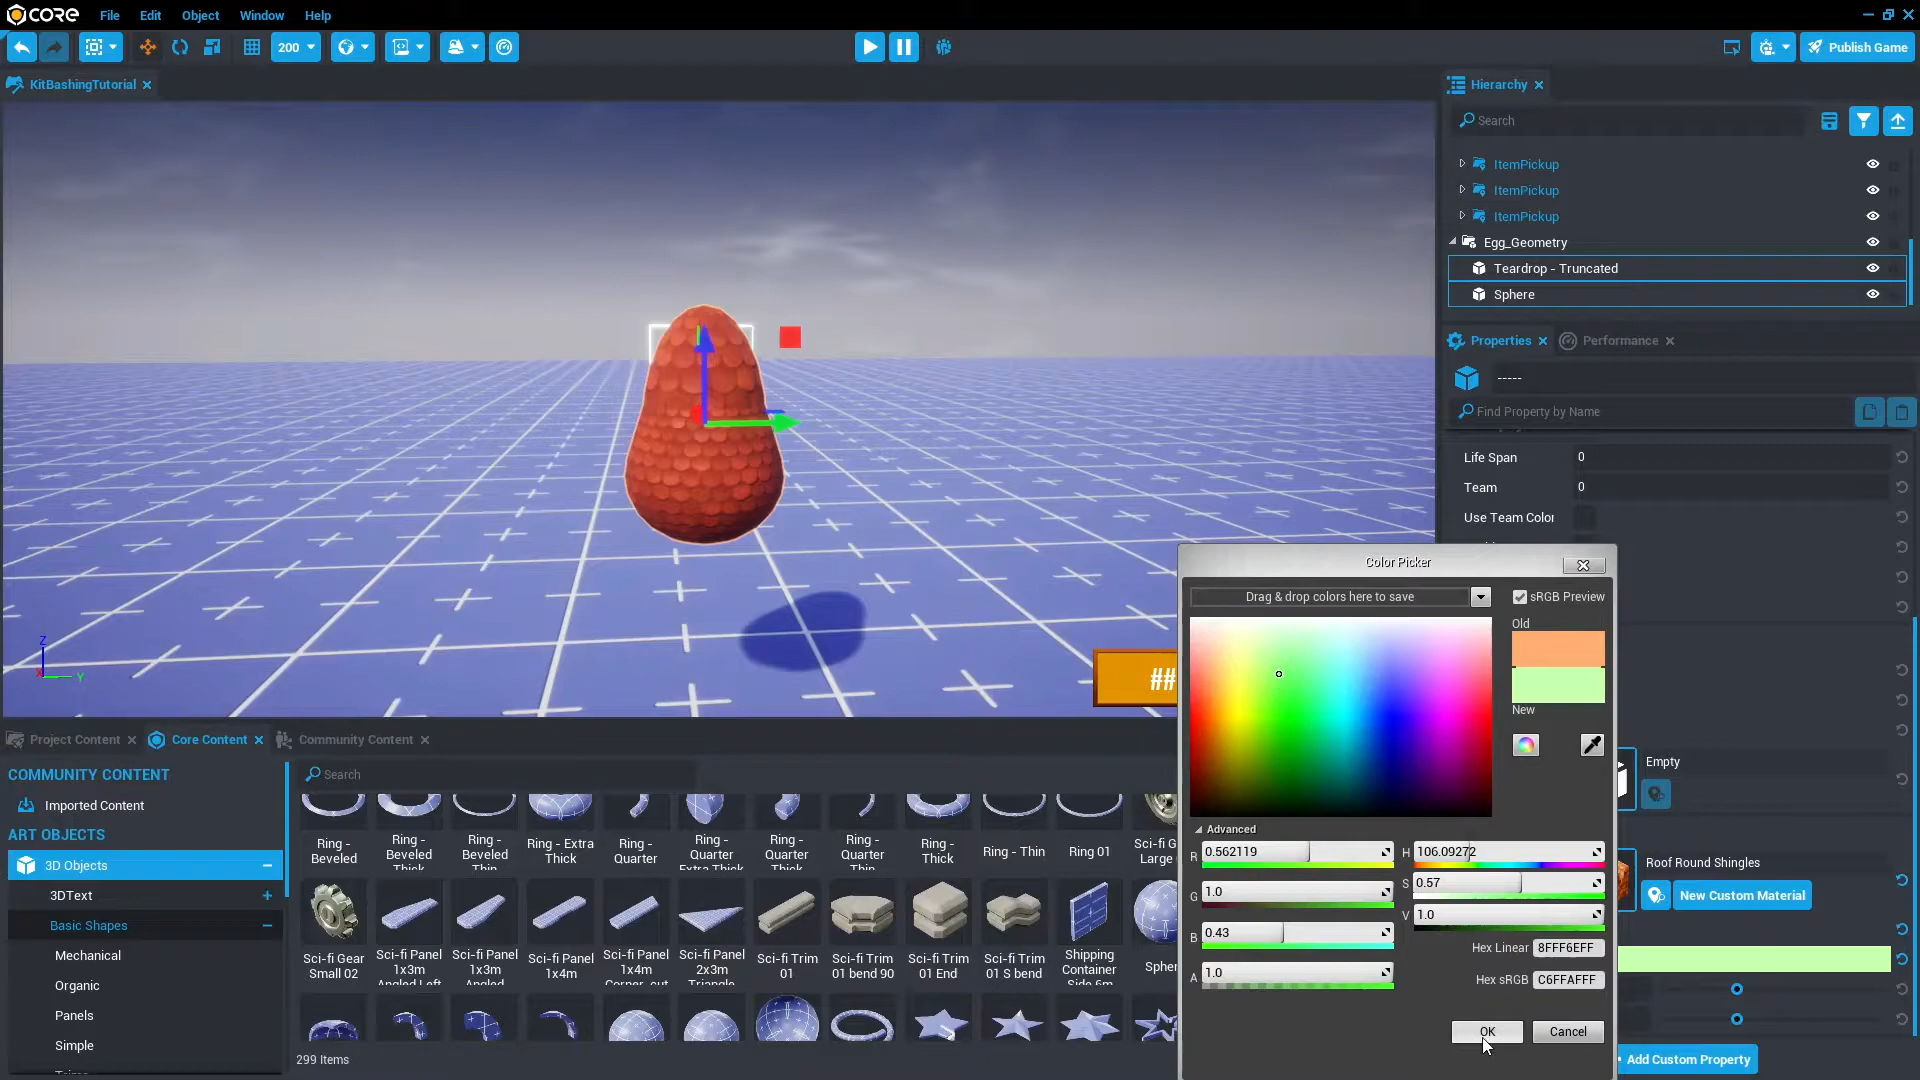 CORE File Edit Object Window Help
200 Publish Game
KitBashingTutorial
Hierarchy
Search
ItemPickup
ItemPickup
ItemPickup
Egg_Geometry
Teardrop - Truncated
Sphere
Properties Performance
-----
Find Property by Name
Life Span 0
Team 0
Use Team Color
Z
X
Y
##
Color Picker
Drag & drop colors here to save
sRGB Preview
Old
New
Advanced
R 0.562119
G 1.0
B 0.43
A 1.0
H 106.09272
S 0.57
V 1.0
Hex Linear 8FFF6EFF
Hex sRGB C6FFAFFF
OK Cancel
Empty
Roof Round Shingles
New Custom Material
Add Custom Property
Project Content Core Content Community Content
COMMUNITY CONTENT
Imported Content
ART OBJECTS
3D Objects
3DText
Basic Shapes
Mechanical
Organic
Panels
Simple
Search
Ring - Beveled
Ring - Beveled Thick
Ring - Beveled Thin
Ring - Extra Thick
Ring - Quarter
Ring - Quarter Extra Thick
Ring - Quarter Thick
Ring - Quarter Thin
Ring - Thick
Ring - Thin
Ring 01
Sci-fi G
Large
Sci-fi Gear Small 02
Sci-fi Panel 1x3m Angled Left
Sci-fi Panel 1x3m Angled
Sci-fi Panel 1x4m
Sci-fi Panel 1x4m Corner, cut
Sci-fi Panel 2x3m Triangle
Sci-fi Trim 01
Sci-fi Trim 01 bend 90
Sci-fi Trim 01 End
Sci-fi Trim 01 S bend
Shipping Container Side 6m
Spher
299 Items